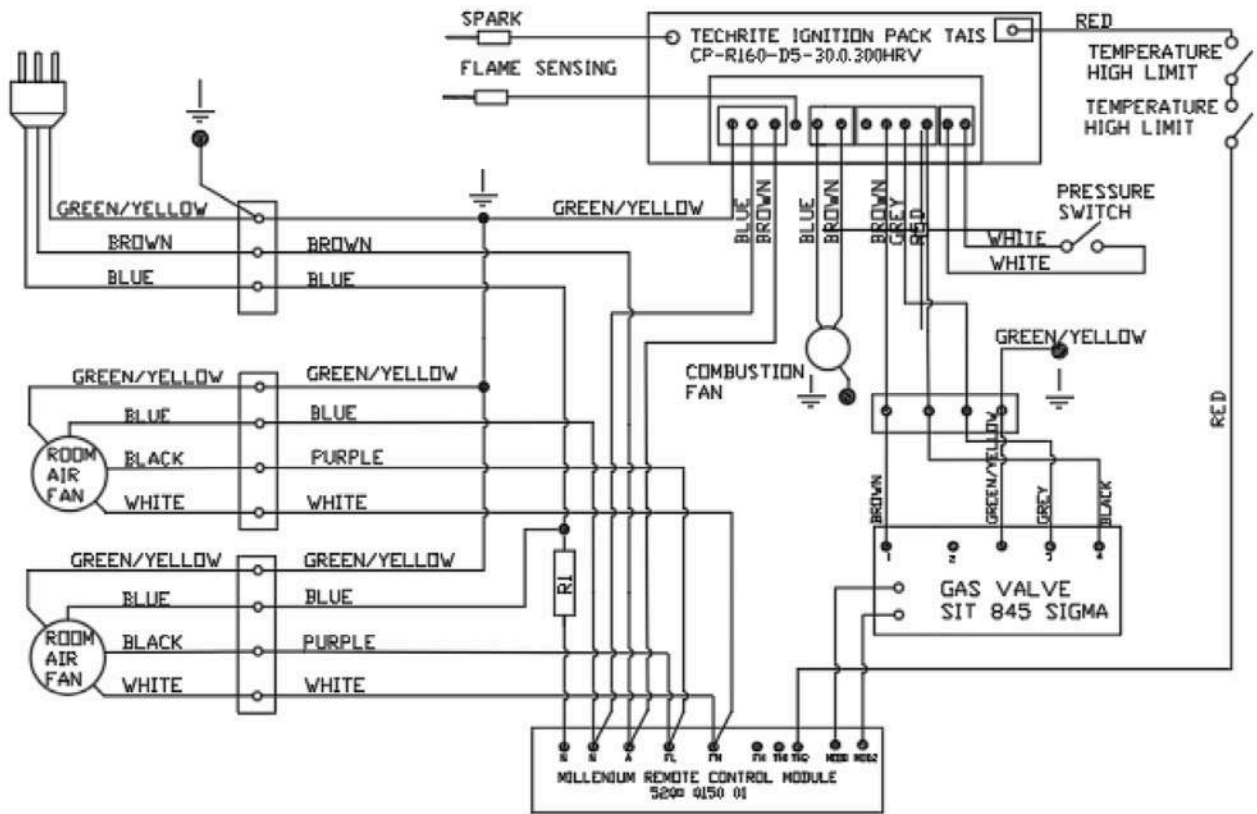 SPARK
FLAME SENSING
TECHRITE IGNITION PACK TAIS
CP-R160-D5-30.0.300HRV
RED
TEMPERATURE
HIGH LIMIT
TEMPERATURE
HIGH LIMIT
PRESSURE
SWITCH
WHITE
WHITE
GREEN/YELLOW
GREEN/YELLOW
BLUE
BROWN
BLUE
BROWN
BROWN
GREY
RED
BROWN
BROWN
BLUE
BLUE
COMBUSTION
FAN
GREEN/YELLOW
RED
GREEN/YELLOW
GREEN/YELLOW
BLUE
BLUE
ROOM
AIR
FAN
BLACK
PURPLE
WHITE
WHITE
BROWN
GREEN/YELLOW
GREY
BLACK
GREEN/YELLOW
GREEN/YELLOW
BLUE
BLUE
R1
ROOM
AIR
FAN
BLACK
PURPLE
WHITE
WHITE
1
2
GAS VALVE
SIT 845 SIGMA
N
N
A
FL
MILLENIUM REMOTE CONTROL MODULE